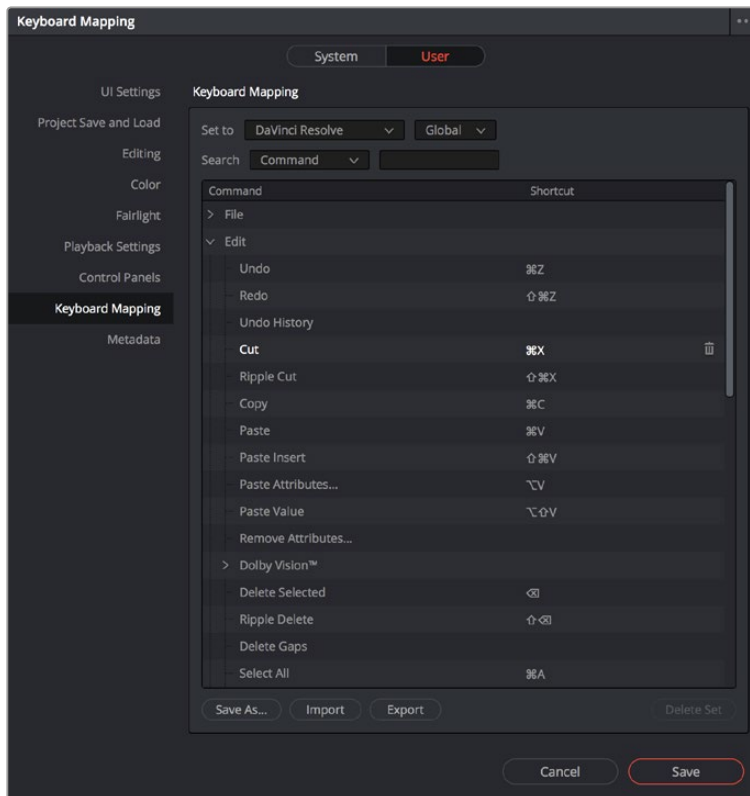 Keyboard Mapping
System User
UI Settings
Project Save and Load
Editing
Color
Fairlight
Playback Settings
Control Panels
Keyboard Mapping
Metadata
Keyboard Mapping
Set to DaVinci Resolve Global
Search Command
Command Shortcut
File
Edit
Undo ⌘Z
Redo ⇧⌘Z
Undo History
Cut ⌘X
Ripple Cut ⇧⌘X
Copy ⌘C
Paste ⌘V
Paste Insert ⇧⌘V
Paste Attributes... ⌥V
Paste Value ⌥⇧V
Remove Attributes...
Dolby Vision™
Delete Selected ⌫
Ripple Delete ⇧⌫
Delete Gaps
Select All ⌘A
Save As... Import Export Delete Set
Cancel Save